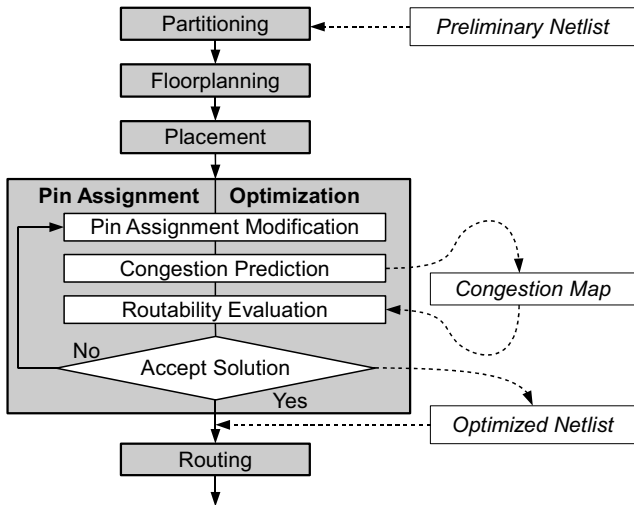 Partitioning
Preliminary Netlist
Floorplanning
Placement
Pin Assignment Optimization
Pin Assignment Modification
Congestion Prediction
Congestion Map
Routability Evaluation
No
Accept Solution
Yes
Optimized Netlist
Routing